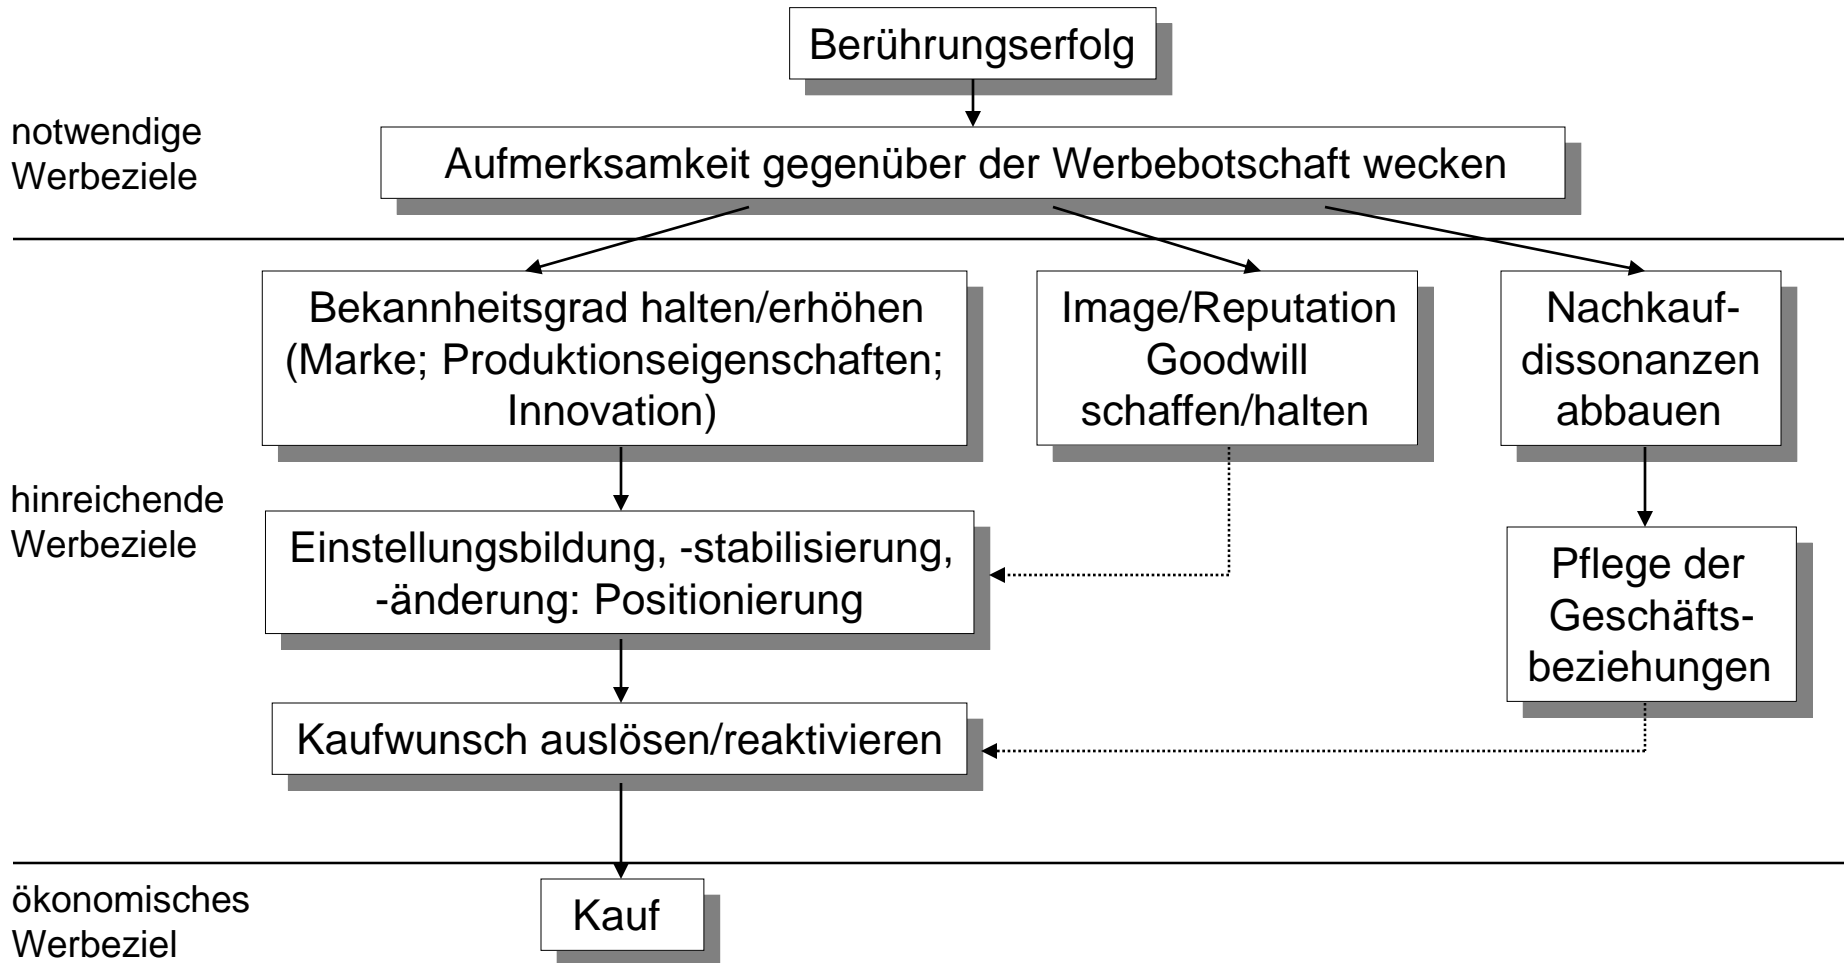 Berührungserfolg
notwendige
Werbeziele
Aufmerksamkeit gegenüber der Werbebotschaft wecken
Bekannheitsgrad halten/erhöhen
(Marke; Produktionseigenschaften;
Innovation)
Image/Reputation
Goodwill
schaffen/halten
Nachkauf-
dissonanzen
abbauen
hinreichende
Werbeziele
Einstellungsbildung, -stabilisierung,
-änderung: Positionierung
Pflege der
Geschäfts-
beziehungen
Kaufwunsch auslösen/reaktivieren
ökonomisches
Werbeziel
Kauf